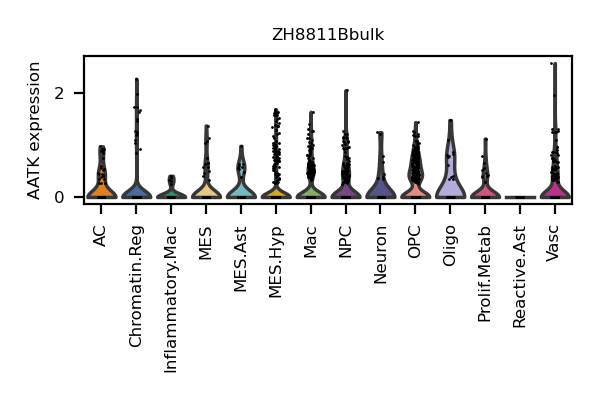 ZH8811Bbulk
AATK expression
2
0
AC
Chromatin.Reg
Inflammatory.Mac
MES
MES.Ast
MES.Hyp
Mac
NPC
Neuron
OPC
Oligo
Prolif.Metab
Reactive.Ast
Vasc